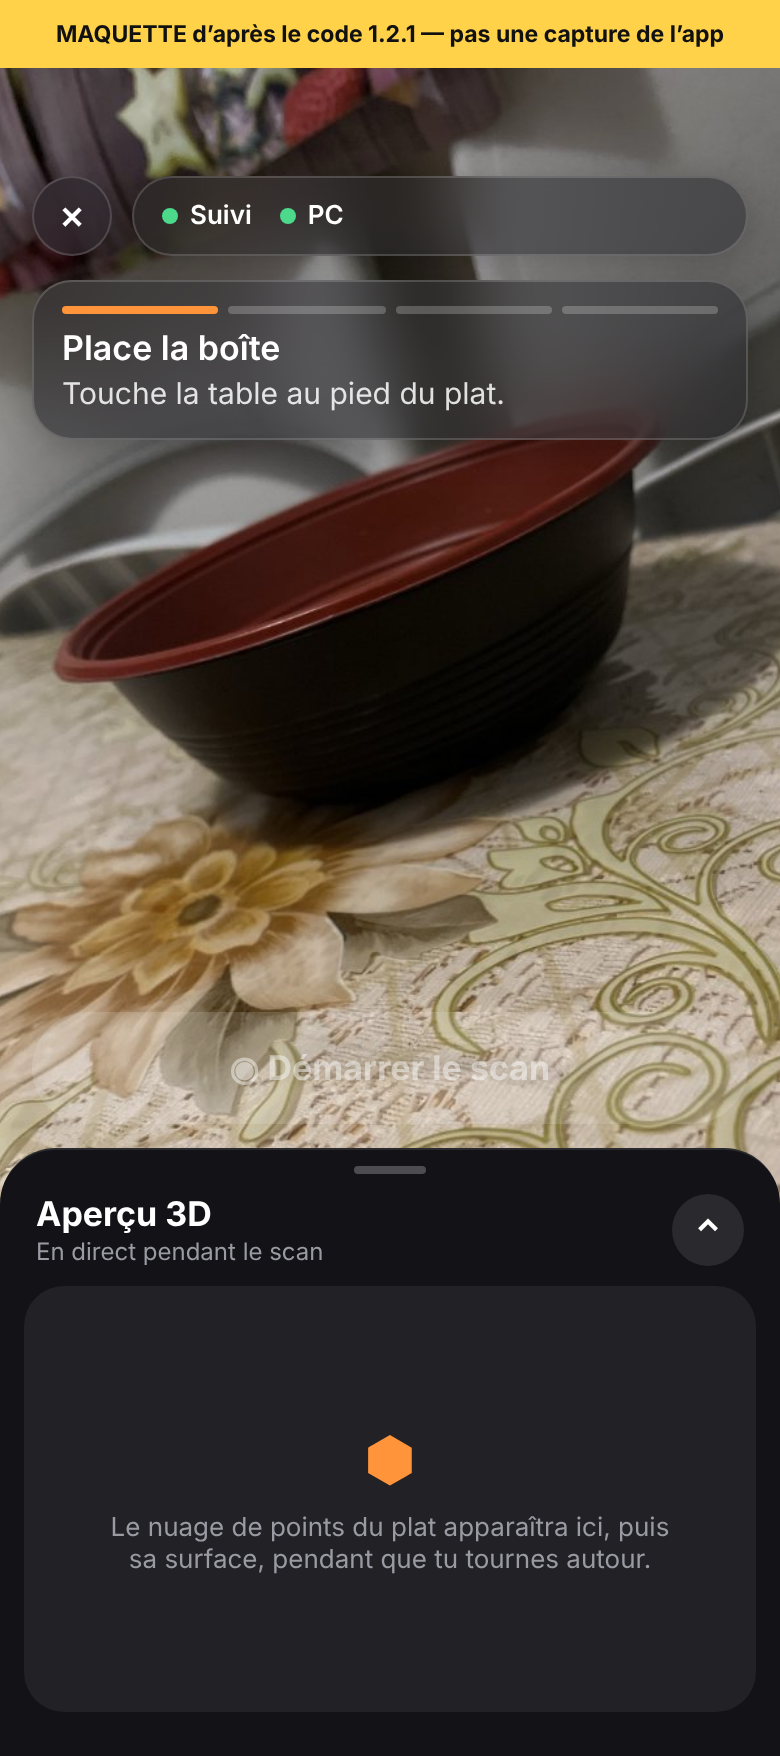 MAQUETTE d’après le code 1.2.1 — pas une capture de l’app
Suivi PC
Place la boîte
Touche la table au pied du plat.
Démarrer le scan
Aperçu 3D
En direct pendant le scan
Le nuage de points du plat apparaîtra ici, puis
sa surface, pendant que tu tournes autour.